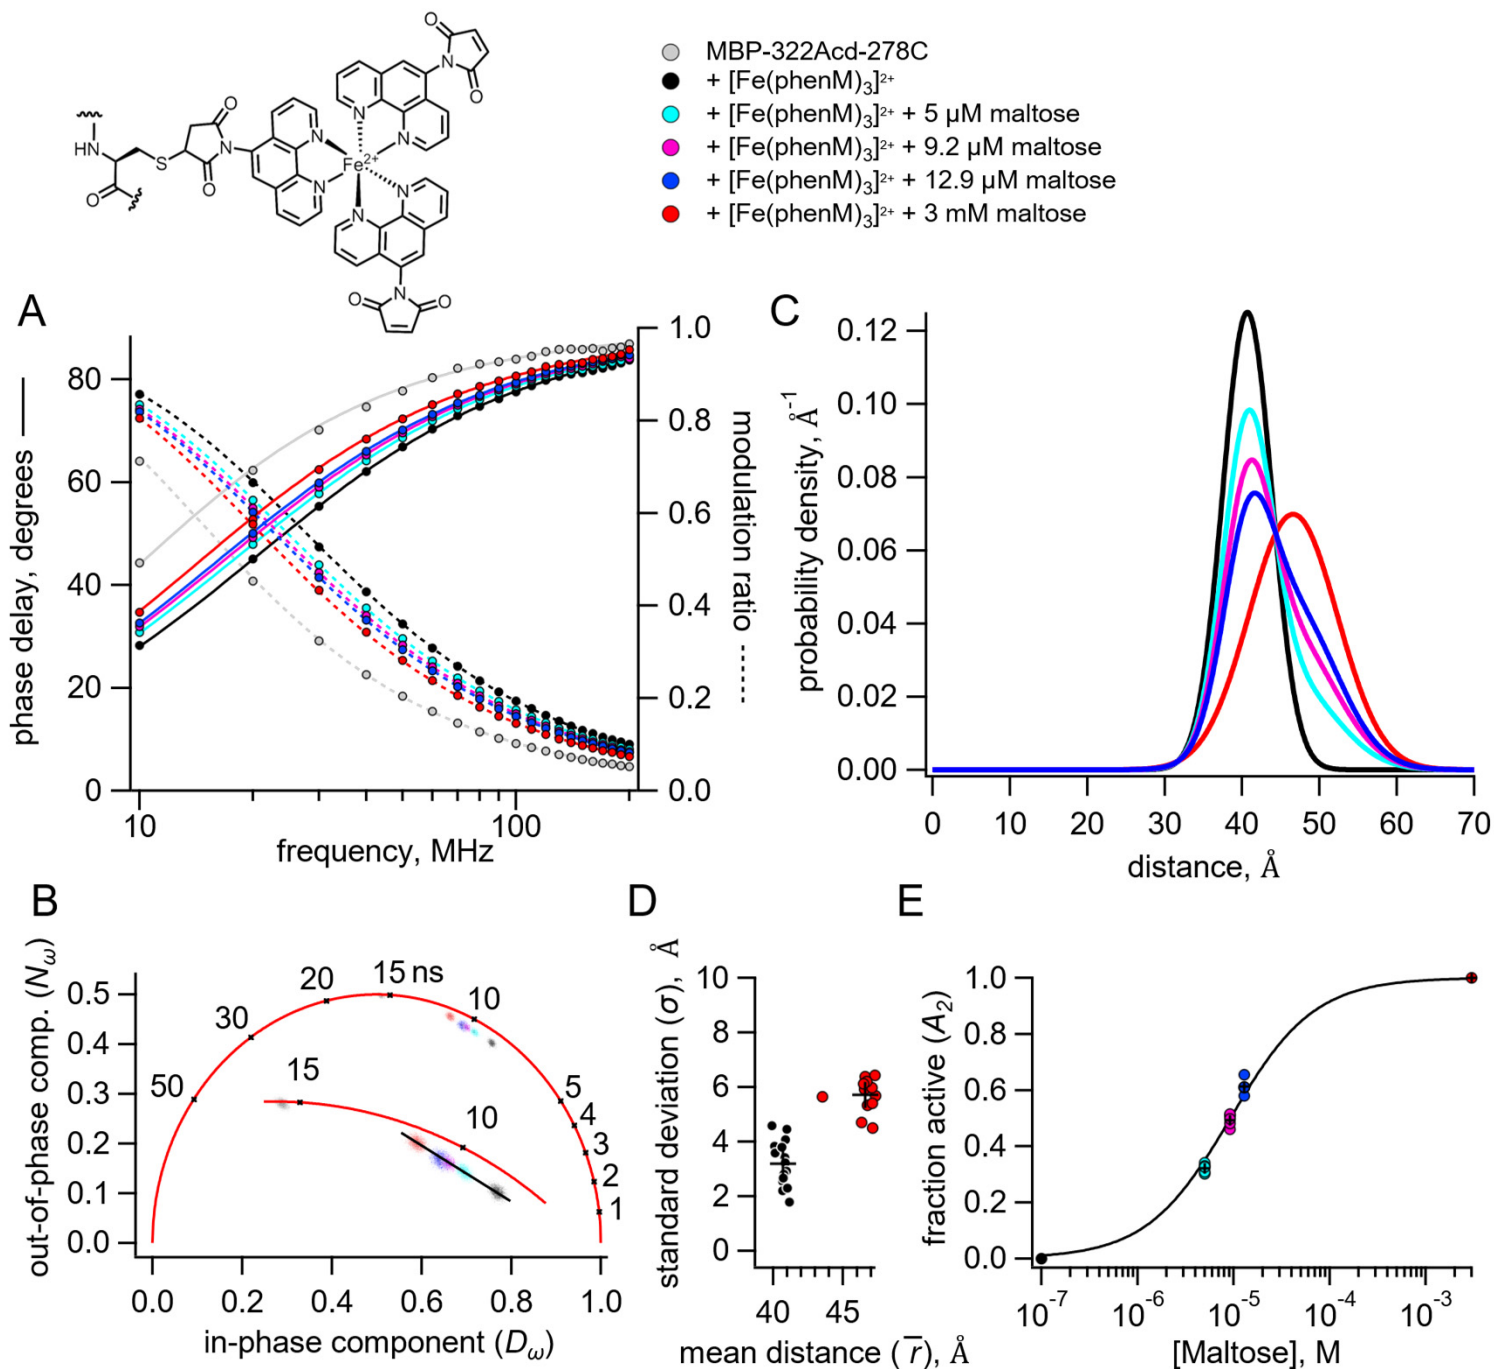 MBP-322Acd-278C
+ [Fe(phenM)₃]²⁺
+ [Fe(phenM)₃]²⁺ + 5 µM maltose
+ [Fe(phenM)₃]²⁺ + 9.2 µM maltose
+ [Fe(phenM)₃]²⁺ + 12.9 µM maltose
+ [Fe(phenM)₃]²⁺ + 3 mM maltose
O
N
O
HN
O
S
O
N
O
N
N
N
N
Fe²⁺
N
N
O
N
O
A
phase delay, degrees
80
60
40
20
0
1.0
0.8
0.6
0.4
0.2
0.0
modulation ratio
10
100
frequency, MHz
C
probability density, Å⁻¹
0.12
0.10
0.08
0.06
0.04
0.02
0.00
0 10 20 30 40 50 60 70
distance, Å
B
out-of-phase comp. (Nω)
0.5
0.4
0.3
0.2
0.1
0.0
50
30
20
15 ns
10
5
4
3
2
1
15
10
0.0 0.2 0.4 0.6 0.8 1.0
in-phase component (Dω)
D
standard deviation (σ), Å
10
8
6
4
2
0
40 45
mean distance (r̅), Å
E
fraction active (A₂)
1.0
0.8
0.6
0.4
0.2
0.0
10⁻⁷ 10⁻⁶ 10⁻⁵ 10⁻⁴ 10⁻³
[Maltose], M